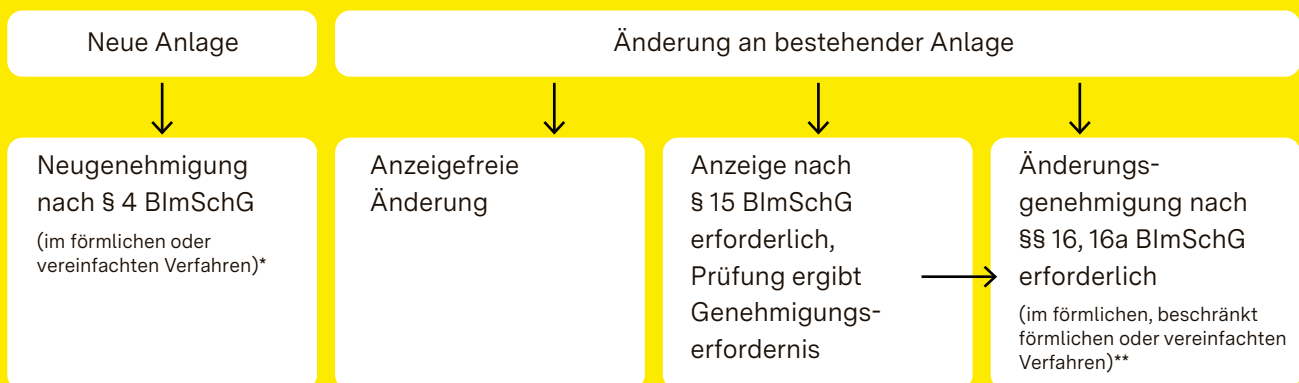 Neue Anlage
Änderung an bestehender Anlage
Neugenehmigung
nach § 4 BImSchG
(im förmlichen oder
vereinfachten Verfahren)*
Anzeigefreie
Änderung
Anzeige nach
§ 15 BImSchG
erforderlich,
Prüfung ergibt
Genehmigungs-
erfordernis
Änderungs-
genehmigung nach
§§ 16, 16a BImSchG
erforderlich
(im förmlichen, beschränkt
förmlichen oder vereinfachten
Verfahren)**